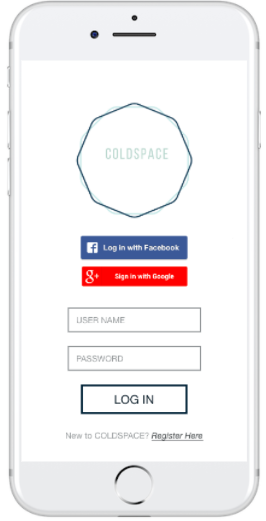 COLDSPACE
Log in with Facebook
g+ Sign in with Google
USER NAME
PASSWORD
LOG IN
New to COLDSPACE? Register Here